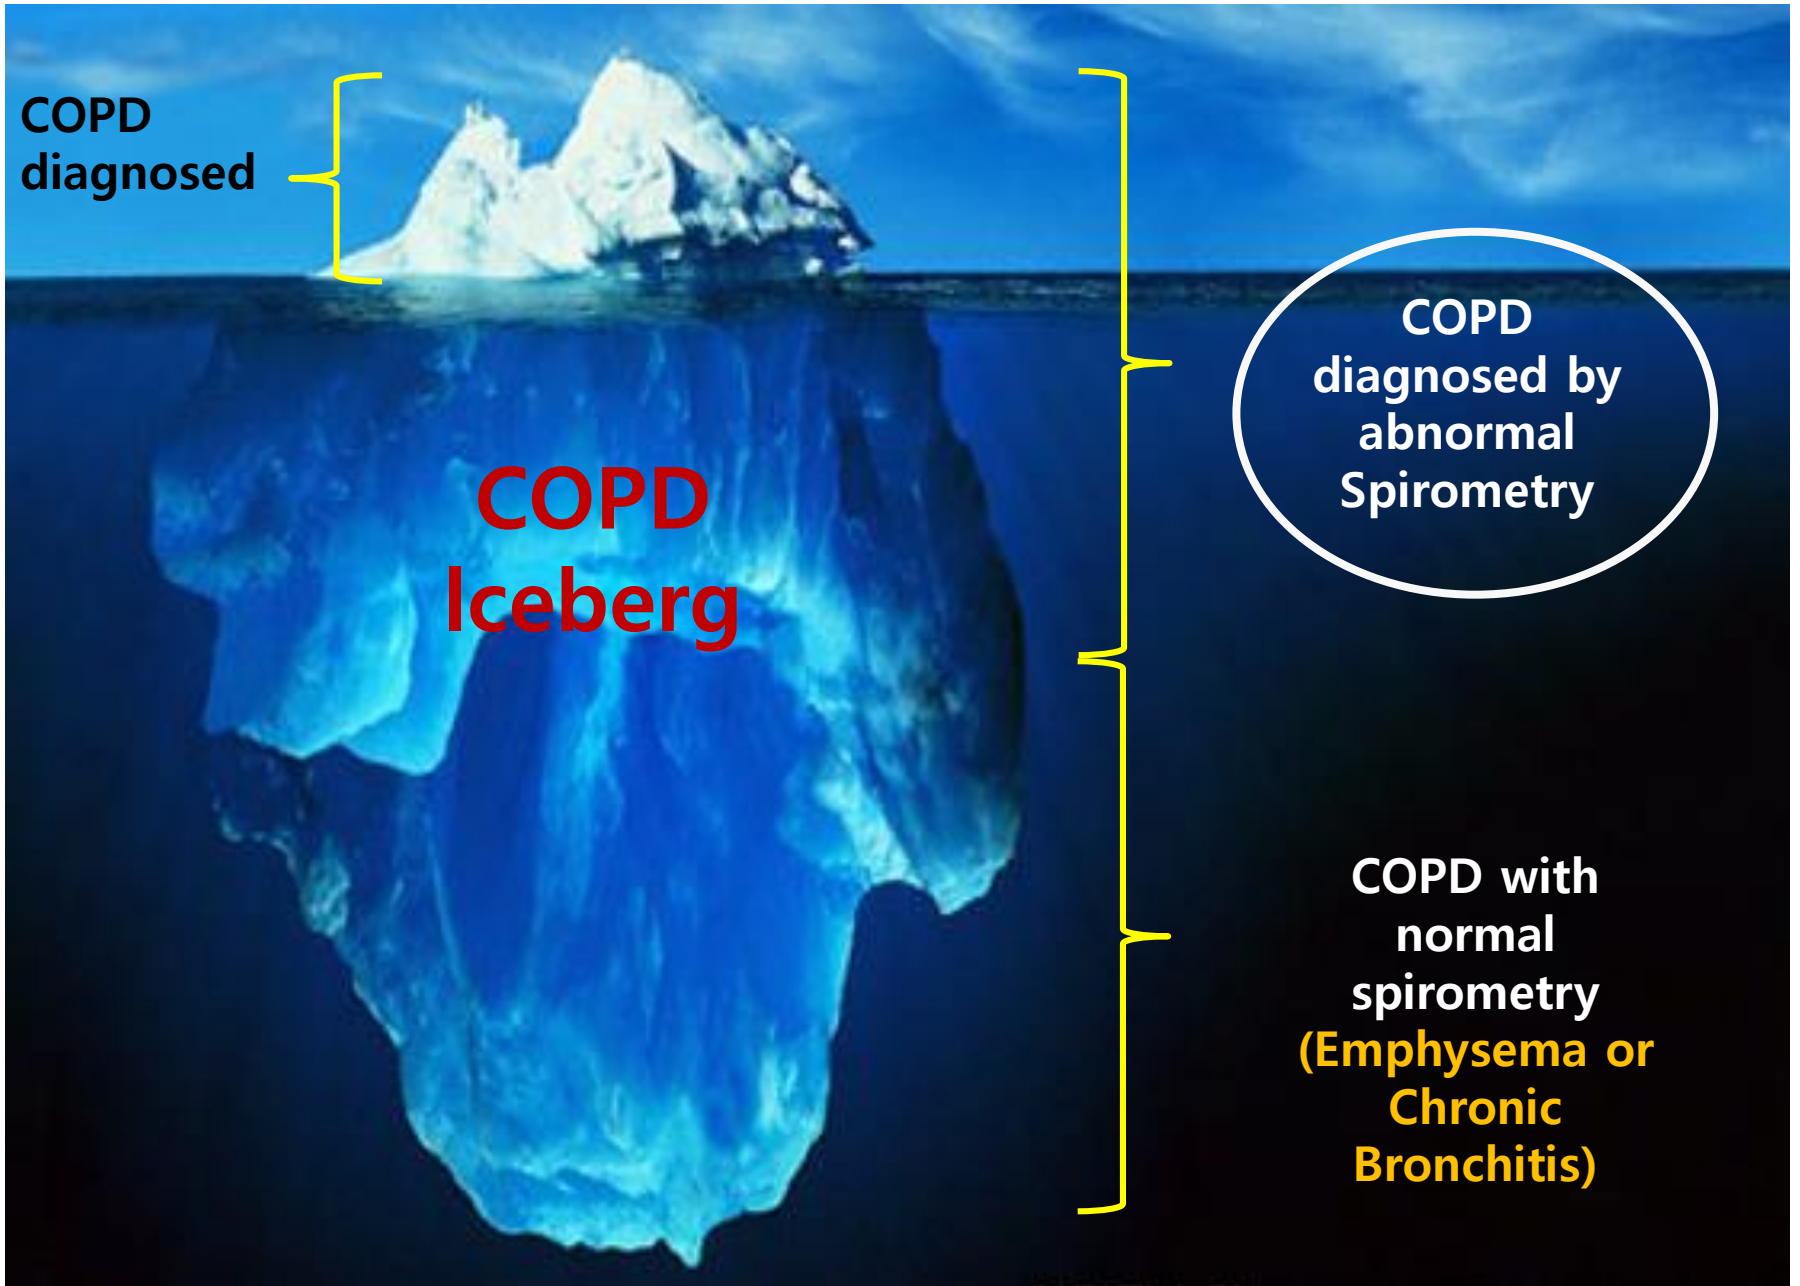 COPD
diagnosed
COPD
diagnosed by
abnormal
Spirometry
COPD
Iceberg
COPD with
normal
spirometry
(Emphysema or
Chronic
Bronchitis)